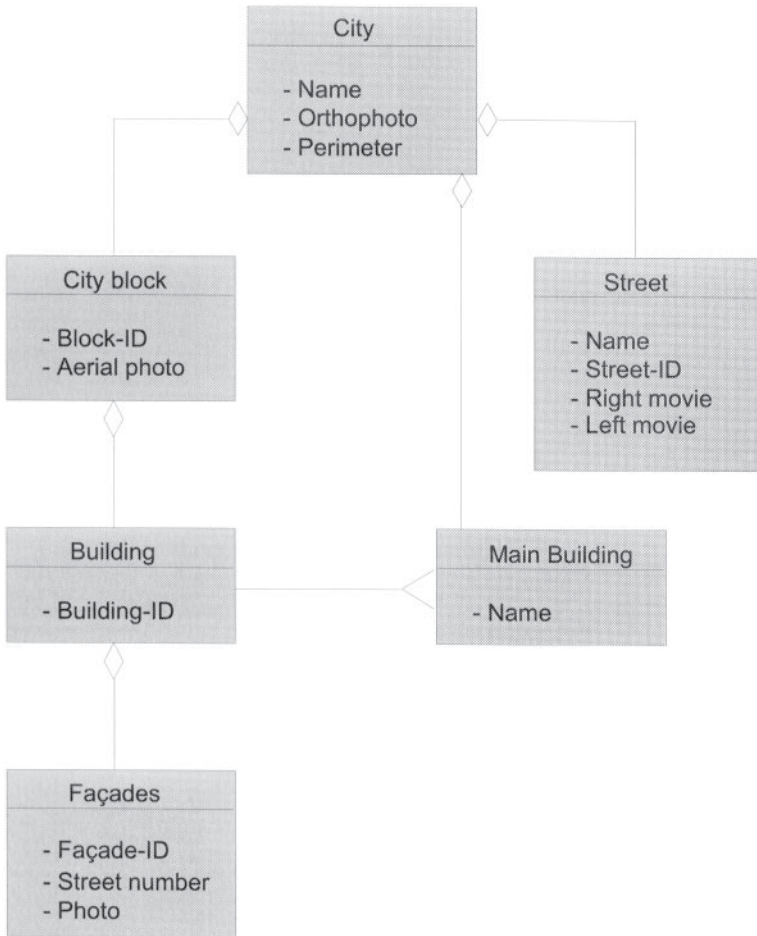 City
- Name
- Orthophoto
- Perimeter
City block
- Block-ID
- Aerial photo
Street
- Name
- Street-ID
- Right movie
- Left movie
Building
- Building-ID
Main Building
- Name
Façades
- Façade-ID
- Street number
- Photo